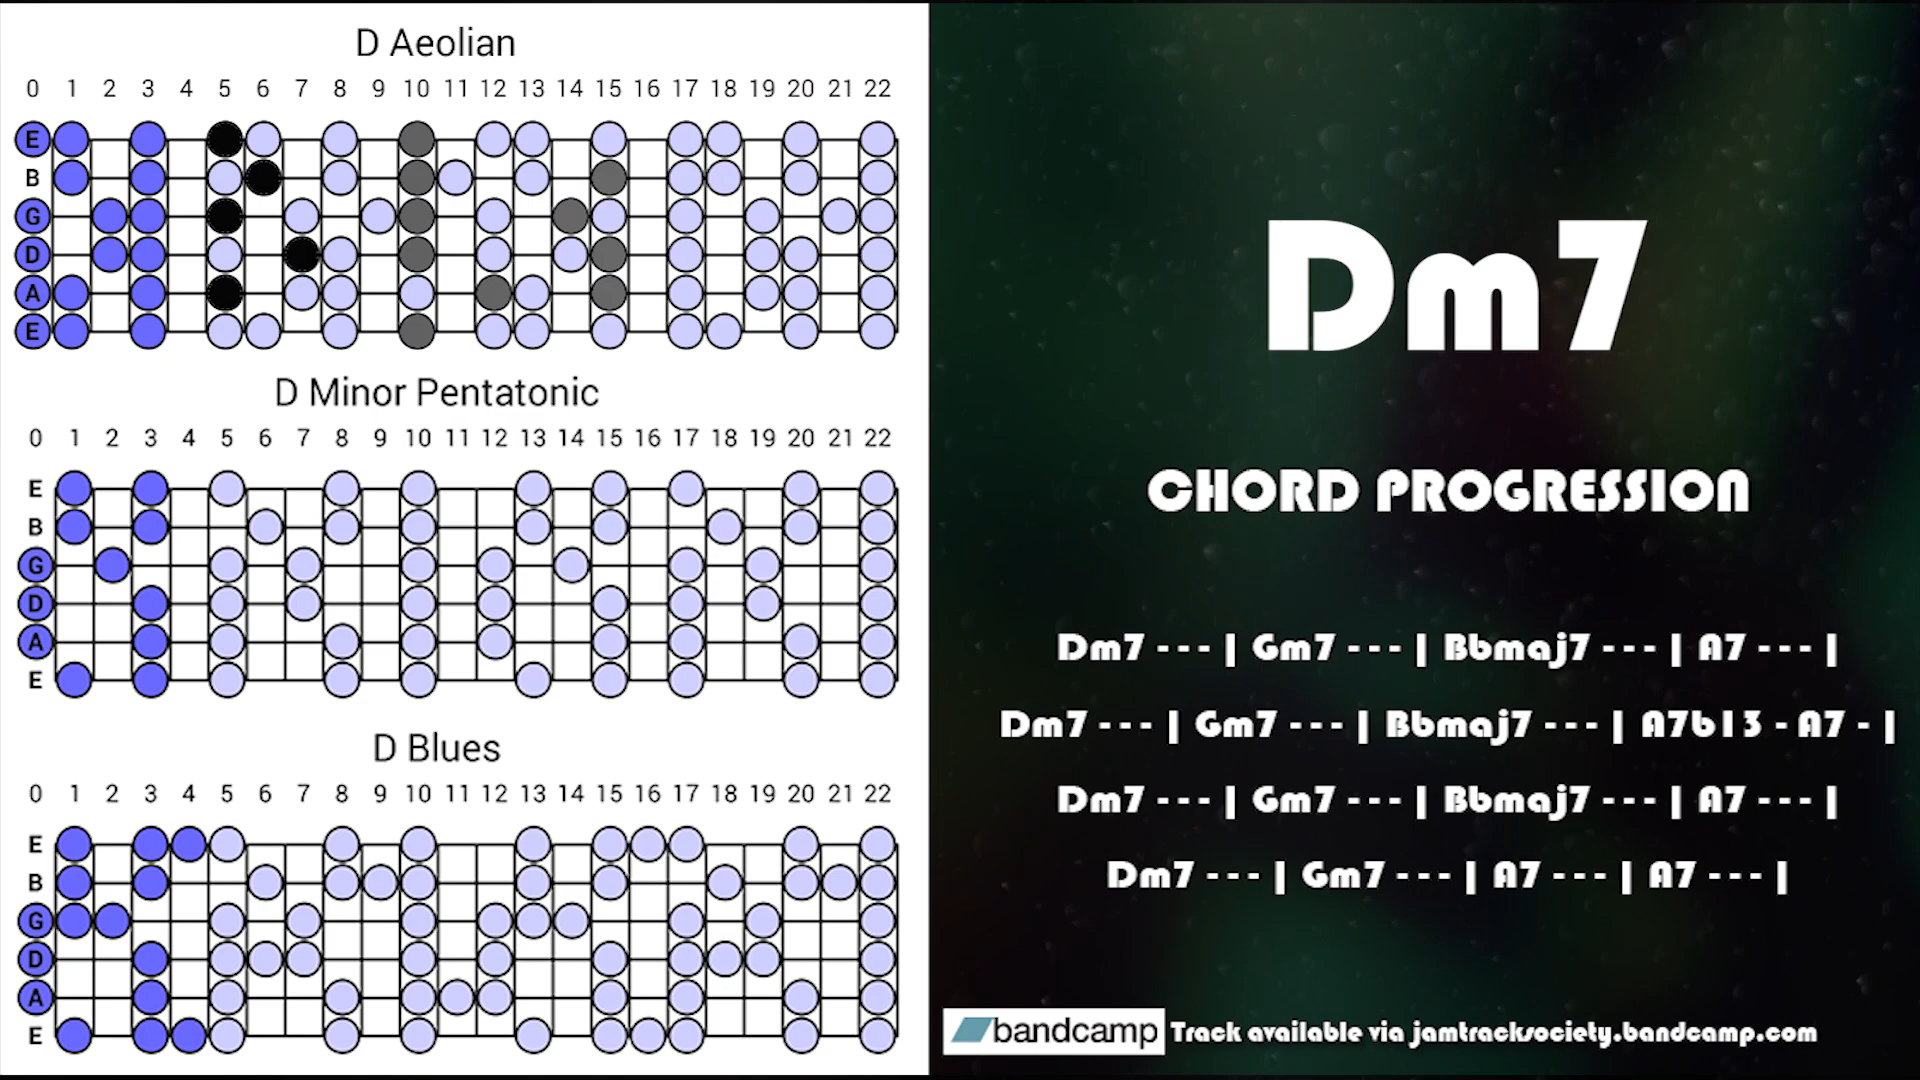 D Aeolian
0 1 2 3 4 5 6 7 8 9 10 11 12 13 14 15 16 17 18 19 20 21 22
E
B
G
D
A
E
D Minor Pentatonic
0 1 2 3 4 5 6 7 8 9 10 11 12 13 14 15 16 17 18 19 20 21 22
E
B
G
D
A
E
D Blues
0 1 2 3 4 5 6 7 8 9 10 11 12 13 14 15 16 17 18 19 20 21 22
E
B
G
D
A
E
Dm7
CHORD PROGRESSION
Dm7 - - - | Gm7 - - - | Bbmaj7 - - - | A7 - - - |
Dm7 - - - | Gm7 - - - | Bbmaj7 - - - | A7b13 - A7 - |
Dm7 - - - | Gm7 - - - | Bbmaj7 - - - | A7 - - - |
Dm7 - - - | Gm7 - - - | A7 - - - | A7 - - - |
bandcamp Track available via jamtracksociety.bandcamp.com